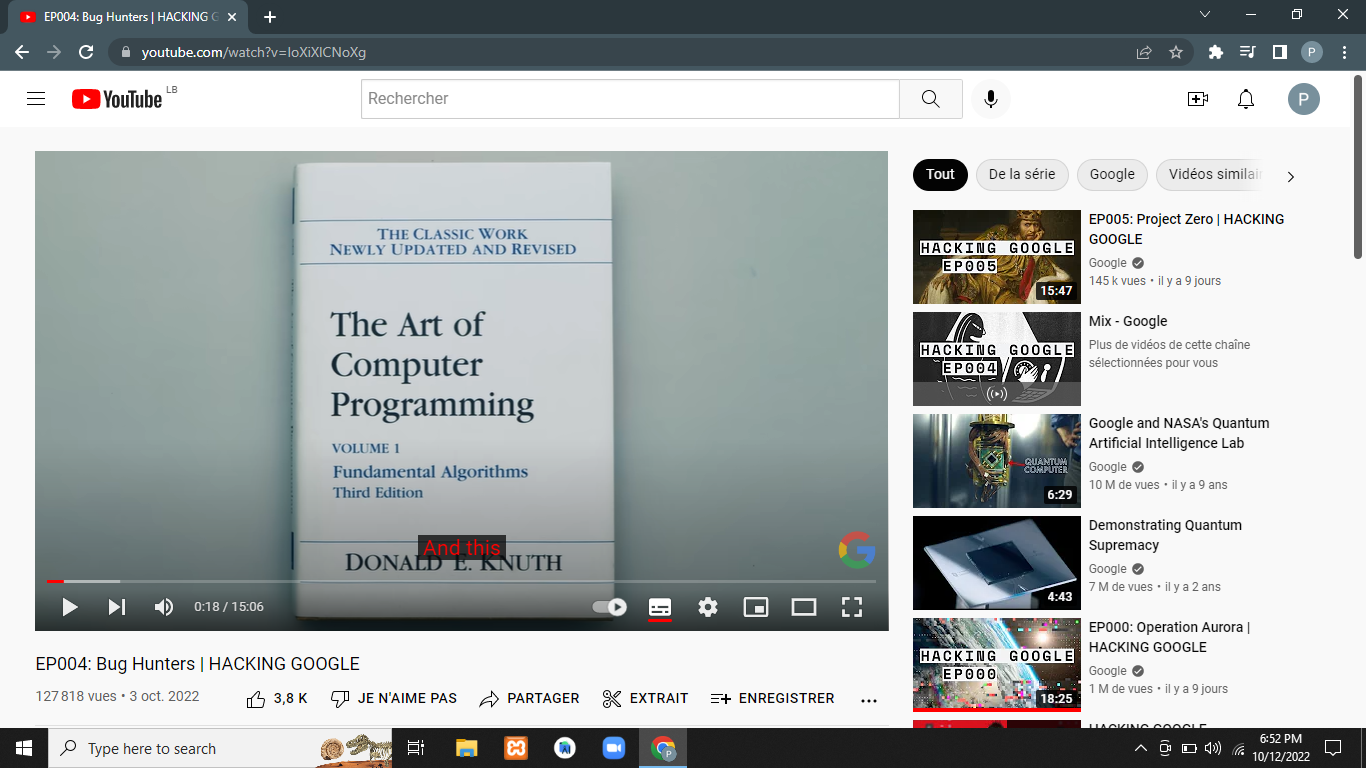 EP004: Bug Hunters | HACKING G
youtube.com/watch?v=IoXiXlCNoXg
P
YouTube LB
Rechercher
P
THE CLASSIC WORK
NEWLY UPDATED AND REVISED
The Art of
Computer
Programming
VOLUME 1
Fundamental Algorithms
Third Edition
And this
DONALD E. KNUTH
0:18 / 15:06
EP004: Bug Hunters | HACKING GOOGLE
127 818 vues • 3 oct. 2022
3,8 K
JE N'AIME PAS
PARTAGER
EXTRAIT
ENREGISTRER
Tout
De la série
Google
Vidéos similai
HACKING GOOGLE
EP005
15:47
EP005: Project Zero | HACKING
GOOGLE
Google
145 k vues • il y a 9 jours
HACKING GOOGLE
EP004
Mix - Google
Plus de vidéos de cette chaîne
sélectionnées pour vous
QUANTUM
COMPUTER
6:29
Google and NASA's Quantum
Artificial Intelligence Lab
Google
10 M de vues • il y a 9 ans
4:43
Demonstrating Quantum
Supremacy
Google
7 M de vues • il y a 2 ans
HACKING GOOGLE
EP000
18:25
EP000: Operation Aurora |
HACKING GOOGLE
Google
1 M de vues • il y a 9 jours
HACKING GOOGLE
Type here to search
P
6:52 PM
10/12/2022